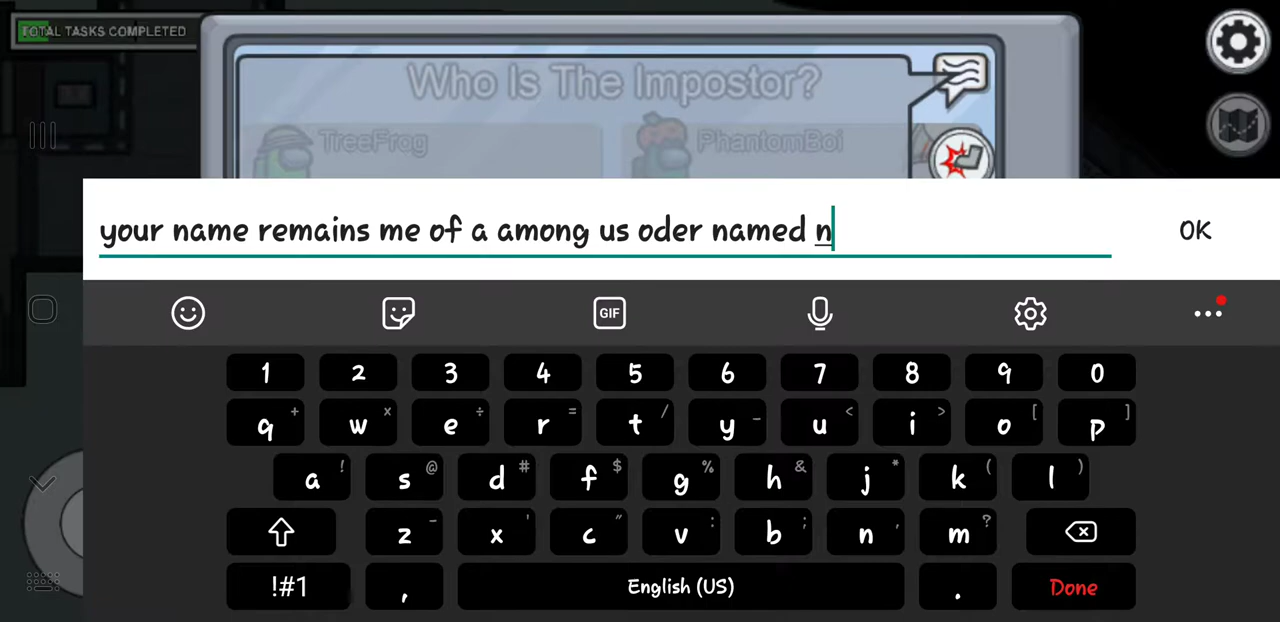 TOTAL TASKS COMPLETED
Who Is The Impostor?
TreeFrog PhantomBoi
your name remains me of a among us oder named n
OK
GIF
1 2 3 4 5 6 7 8 9 0
q + w x e ÷ r = t / y _ u < i > o [ p ]
a ! s @ d # f $ g % h & j * k ( l )
z - x ' c " v : b ; n , m ?
!#1 , English (US) . Done